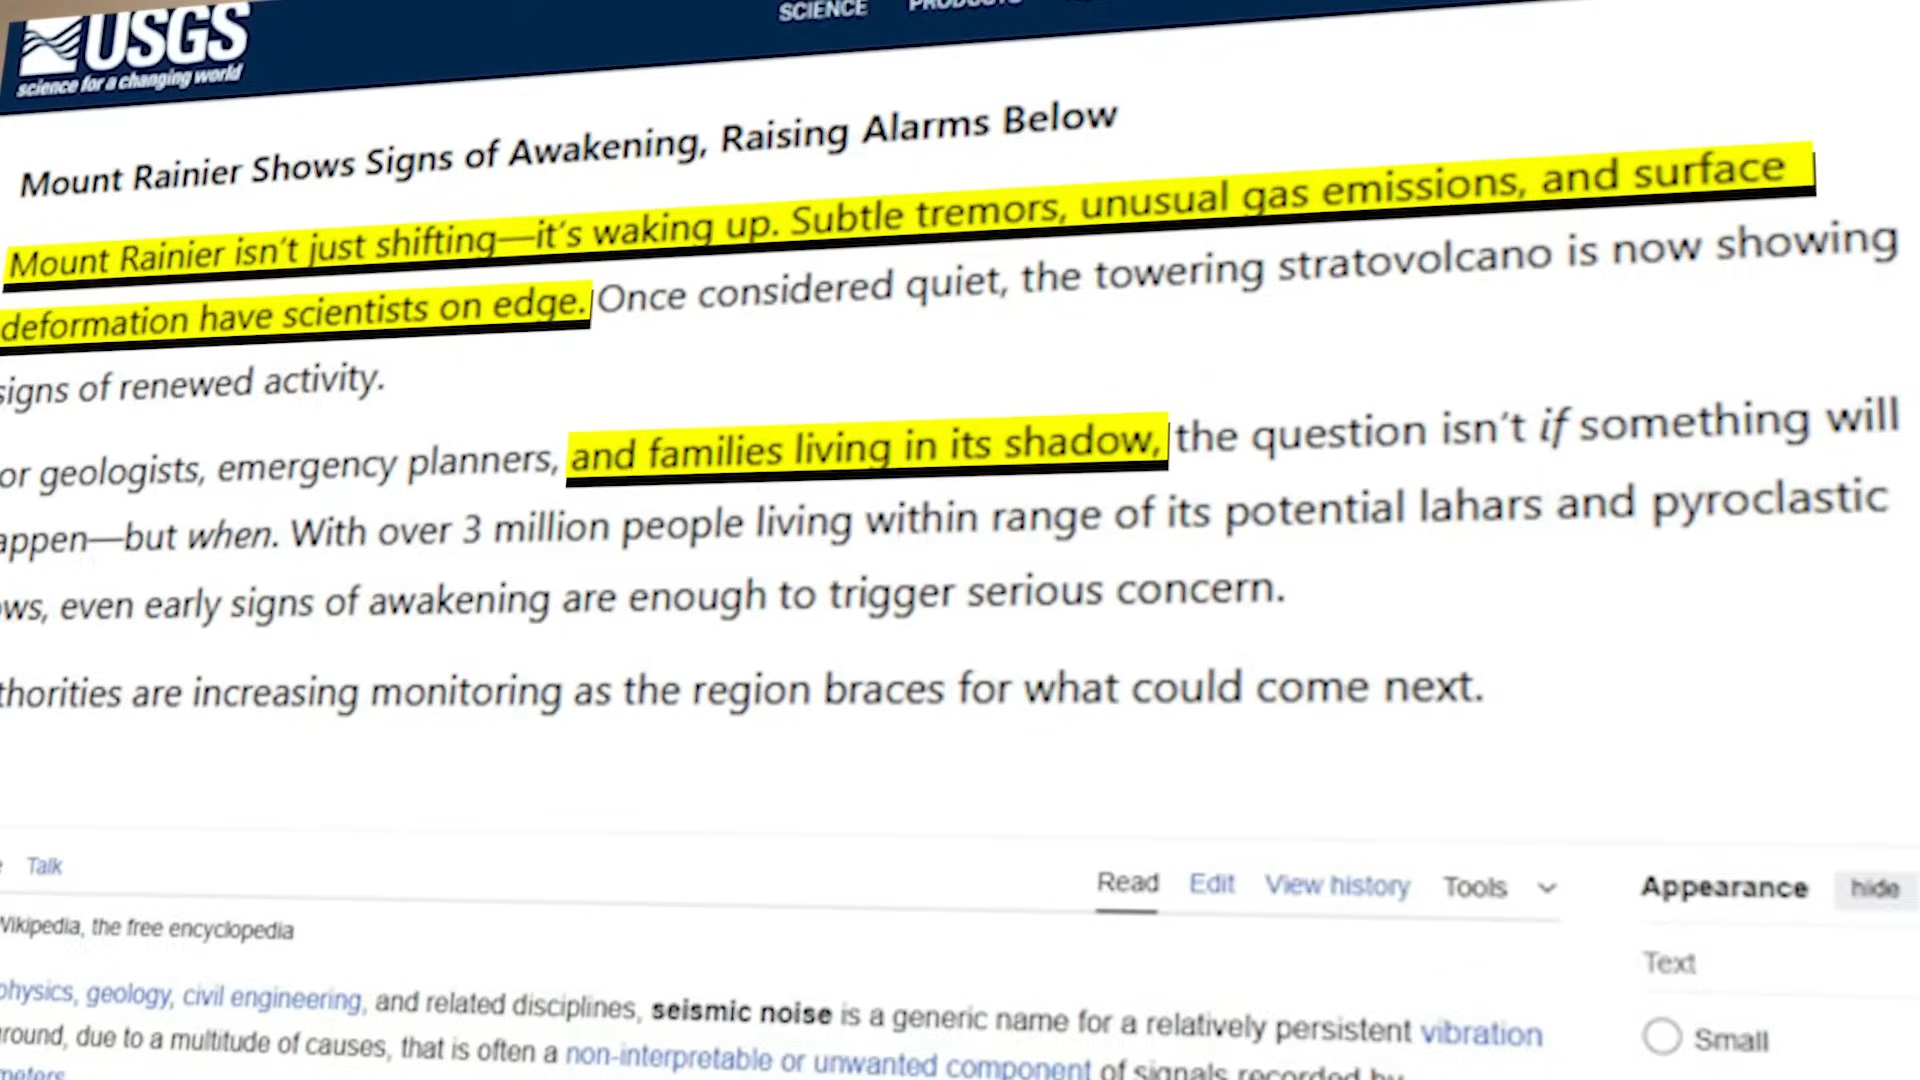 USGS
science for a changing world
SCIENCE PRODUCTS
Mount Rainier Shows Signs of Awakening, Raising Alarms Below
Mount Rainier isn't just shifting—it's waking up. Subtle tremors, unusual gas emissions, and surface
deformation have scientists on edge. Once considered quiet, the towering stratovolcano is now showing
signs of renewed activity.
or geologists, emergency planners, and families living in its shadow, the question isn't if something will
appen—but when. With over 3 million people living within range of its potential lahars and pyroclastic
ows, even early signs of awakening are enough to trigger serious concern.
thorities are increasing monitoring as the region braces for what could come next.
Talk Read Edit View history Tools Appearance hide
Wikipedia, the free encyclopedia
Text
physics, geology, civil engineering, and related disciplines, seismic noise is a generic name for a relatively persistent vibration
Small
round, due to a multitude of causes, that is often a non-interpretable or unwanted component of signals recorded by
meters